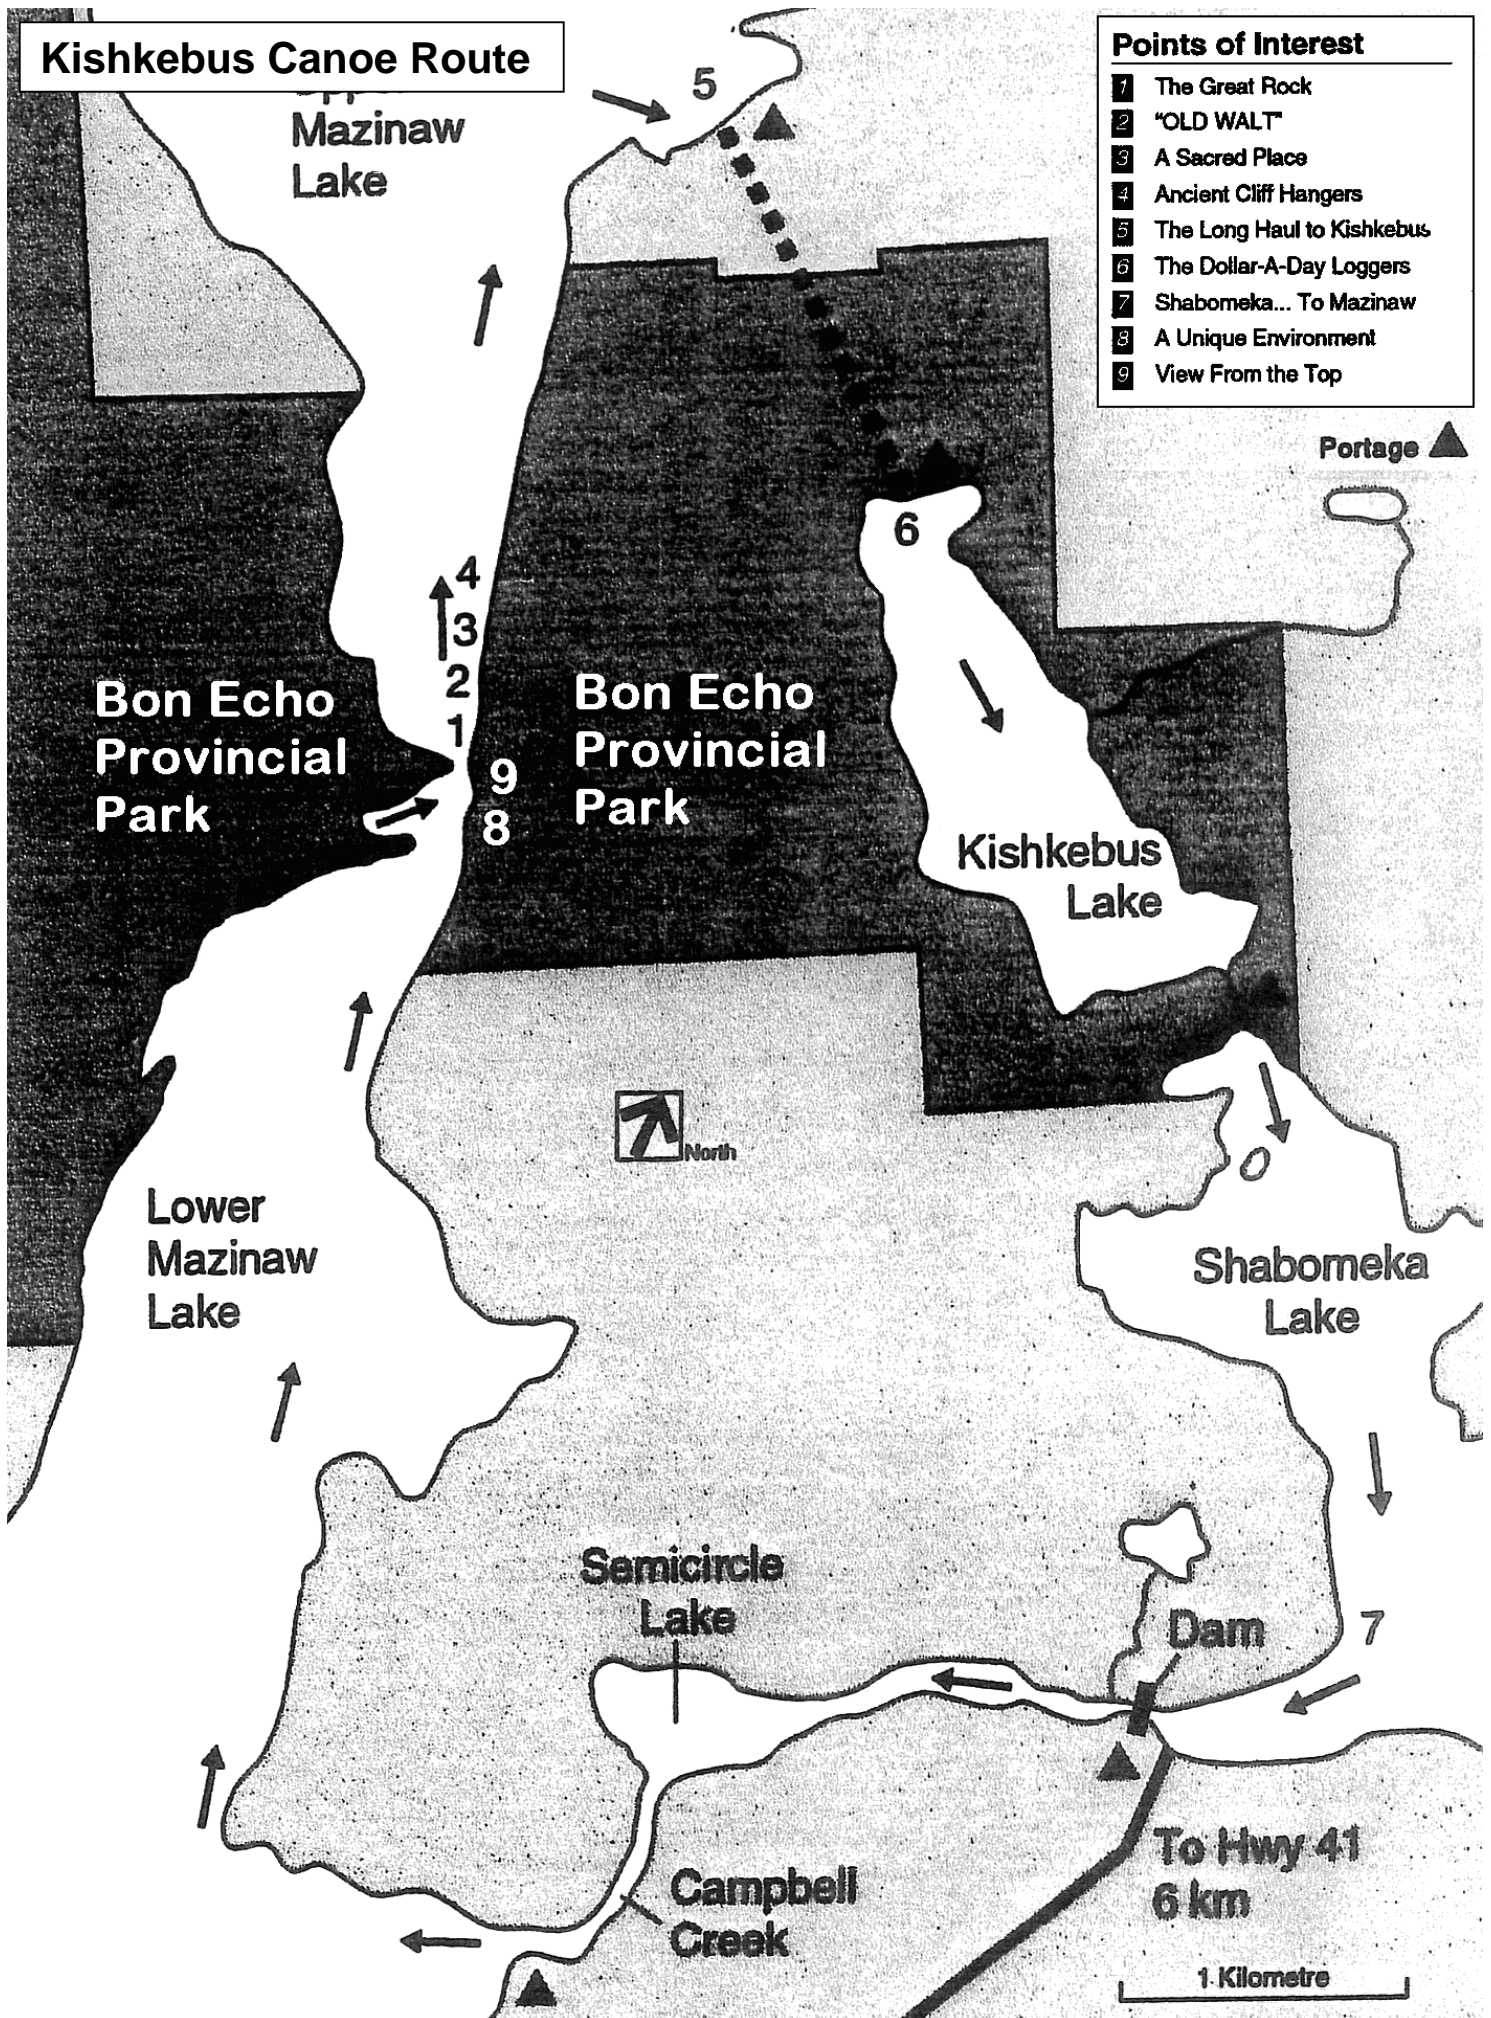 Kishkebus Canoe Route
Mazinaw
Lake
5
Points of Interest
1 The Great Rock
2 "OLD WALT"
3 A Sacred Place
4 Ancient Cliff Hangers
5 The Long Haul to Kishkebus
6 The Dollar-A-Day Loggers
7 Shabomeka... To Mazinaw
8 A Unique Environment
9 View From the Top
Portage
6
4
3
2
1
9
8
Bon Echo
Provincial
Park
Bon Echo
Provincial
Park
Kishkebus
Lake
North
Lower
Mazinaw
Lake
Shabomeka
Lake
Semicircle
Lake
Dam
7
To Hwy 41
6 km
Campbell
Creek
1 Kilometre